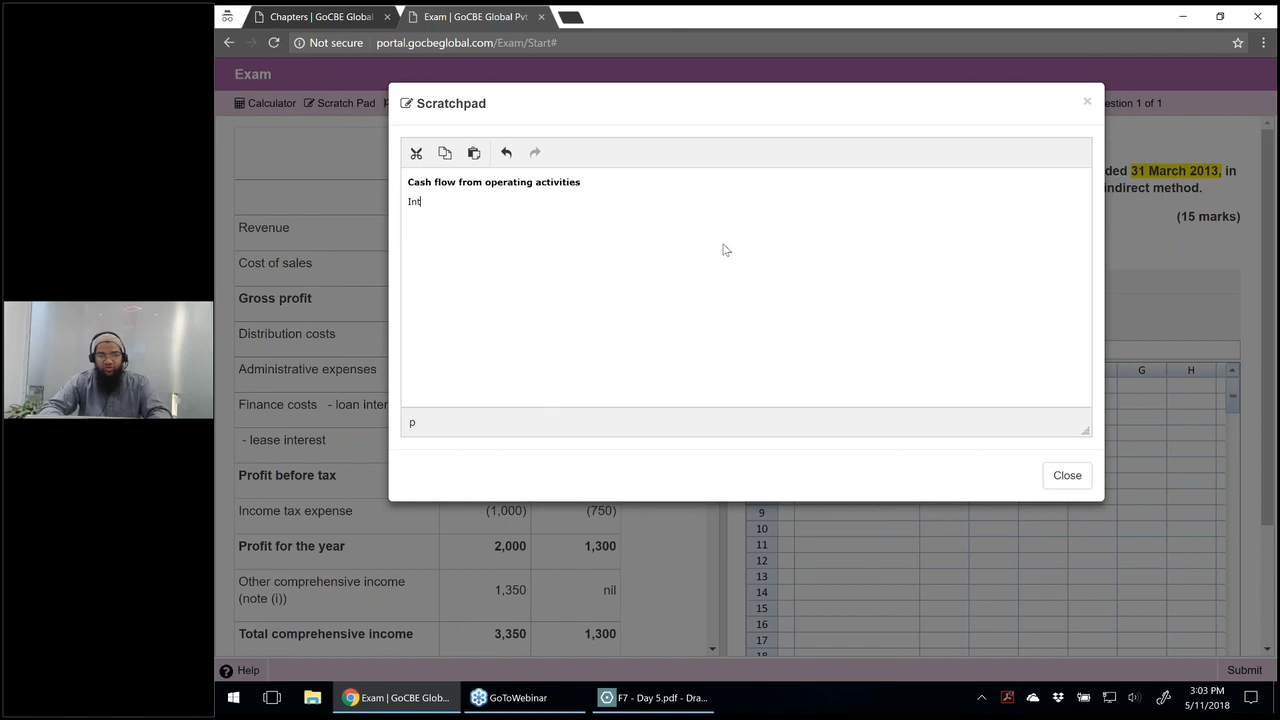 Chapters | GoCBE Global
Exam | GoCBE Global Pvt
Not secure
portal.gocbeglobal.com/Exam/Start#
Exam
Calculator
Scratch Pad
estion 1 of 1
Scratchpad
ded 31 March 2013, in
indirect method.
(15 marks)
Cash flow from operating activities
Int
p
Close
Revenue
Cost of sales
Gross profit
Distribution costs
Administrative expenses
Finance costs - loan inter
- lease interest
Profit before tax
Income tax expense (1,000) (750)
Profit for the year 2,000 1,300
Other comprehensive income
(note (i)) 1,350 nil
Total comprehensive income 3,350 1,300
G H
9
10
11
12
13
14
15
16
17
18
Help
Submit
Exam | GoCBE Glob...
GoToWebinar
F7 - Day 5.pdf - Dra...
3:03 PM
5/11/2018